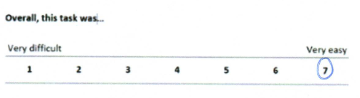 Overall, this task was...
Very difficult Very easy
1 2 3 4 5 6 7